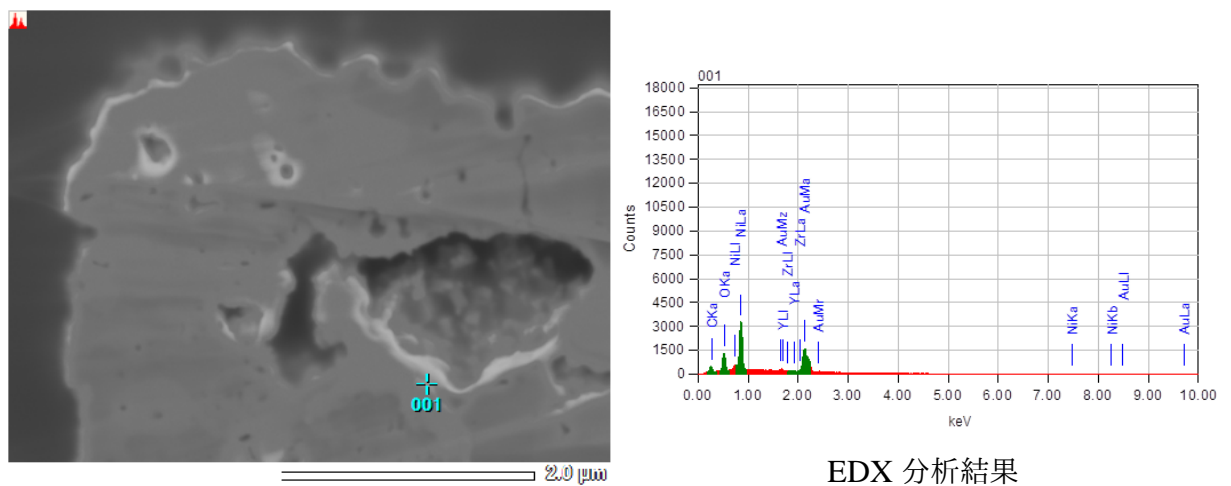 001
2.0 μm
001
18000
16500
15000
13500
12000
10500
9000
7500
6000
4500
3000
1500
0
Counts
CKa
OKa
NiLl
NiLa
YLl
AuMz
ZrLl
YLa
ZrLa
AuMa
AuMr
NiKa
NiKb
AuLl
AuLa
0.00 1.00 2.00 3.00 4.00 5.00 6.00 7.00 8.00 9.00 10.00
keV
EDX 分析結果